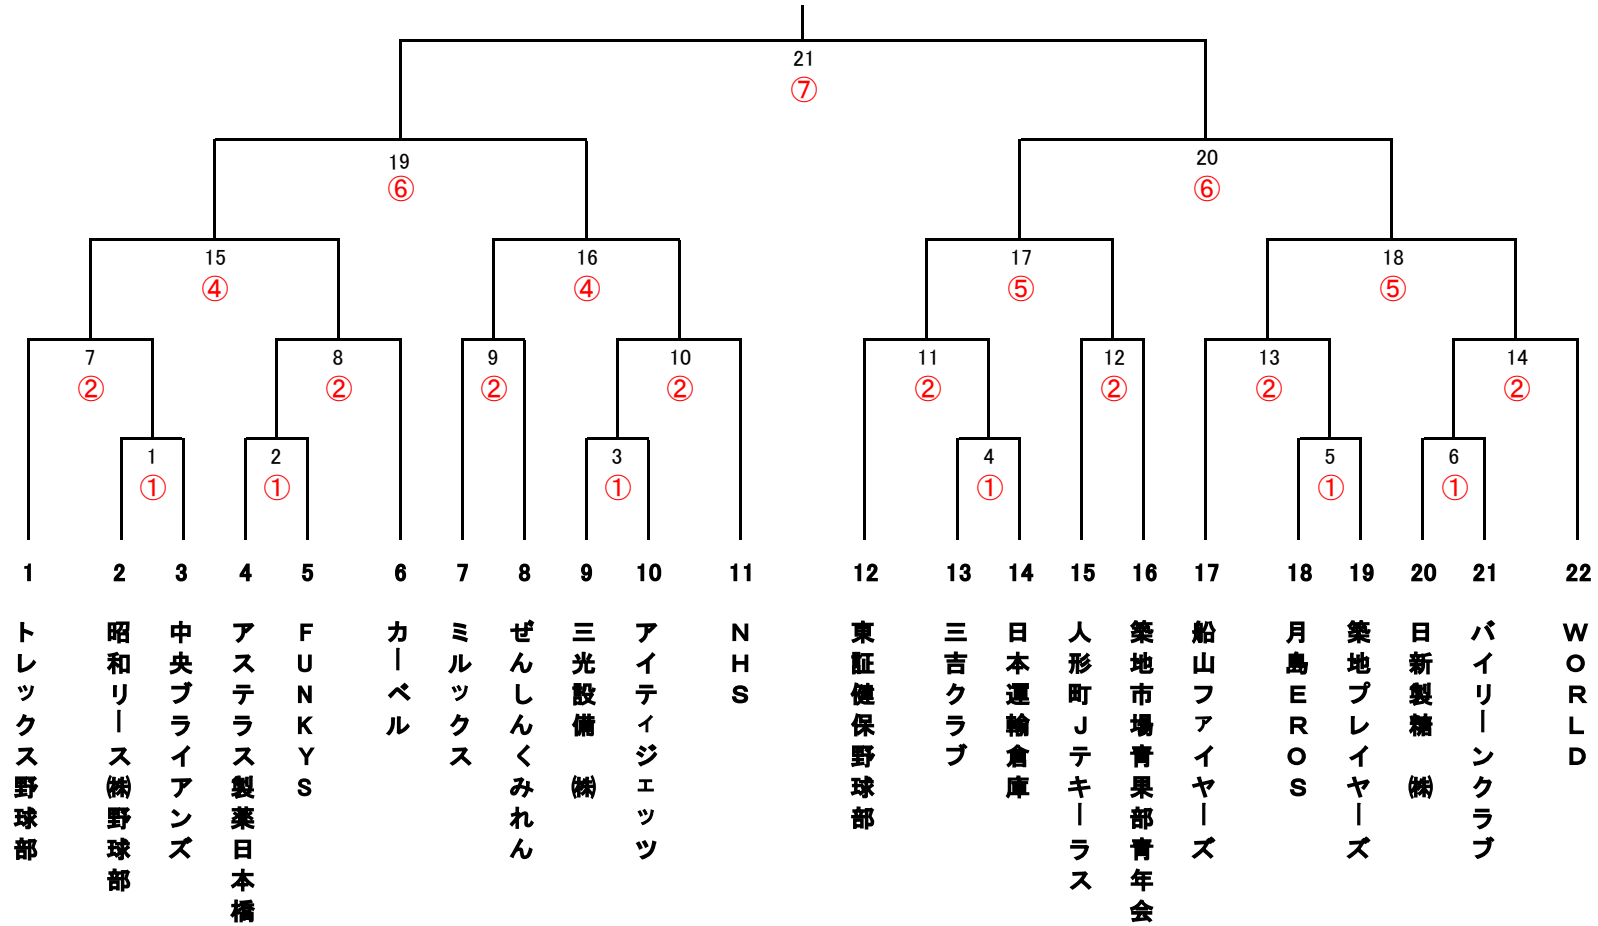 21
⑦
19
20
⑥
⑥
15
16
17
18
④
④
⑤
⑤
7
8
9
10
11
12
13
14
②
②
②
②
②
②
②
②
1
2
3
4
5
6
①
①
①
①
①
①
1
2
3
4
5
6
7
8
9
10
11
12
13
14
15
16
17
18
19
20
21
22
トレックス野球部
昭和リース㈱野球部
中央ブライアンズ
アステラス製薬日本橋
ＦＵＮＫＹＳ
カーベル
ミルックス
ぜんしんくみれん
三光設備　㈱
アイティジェッツ
ＮＨＳ
東証健保野球部
三吉クラブ
日本運輸倉庫
人形町Ｊテキーラス
築地市場青果部青年会
船山ファイヤーズ
月島ＥＲＯＳ
築地プレイヤーズ
日新製糖　㈱
バイリーンクラブ
ＷＯＲＬＤ